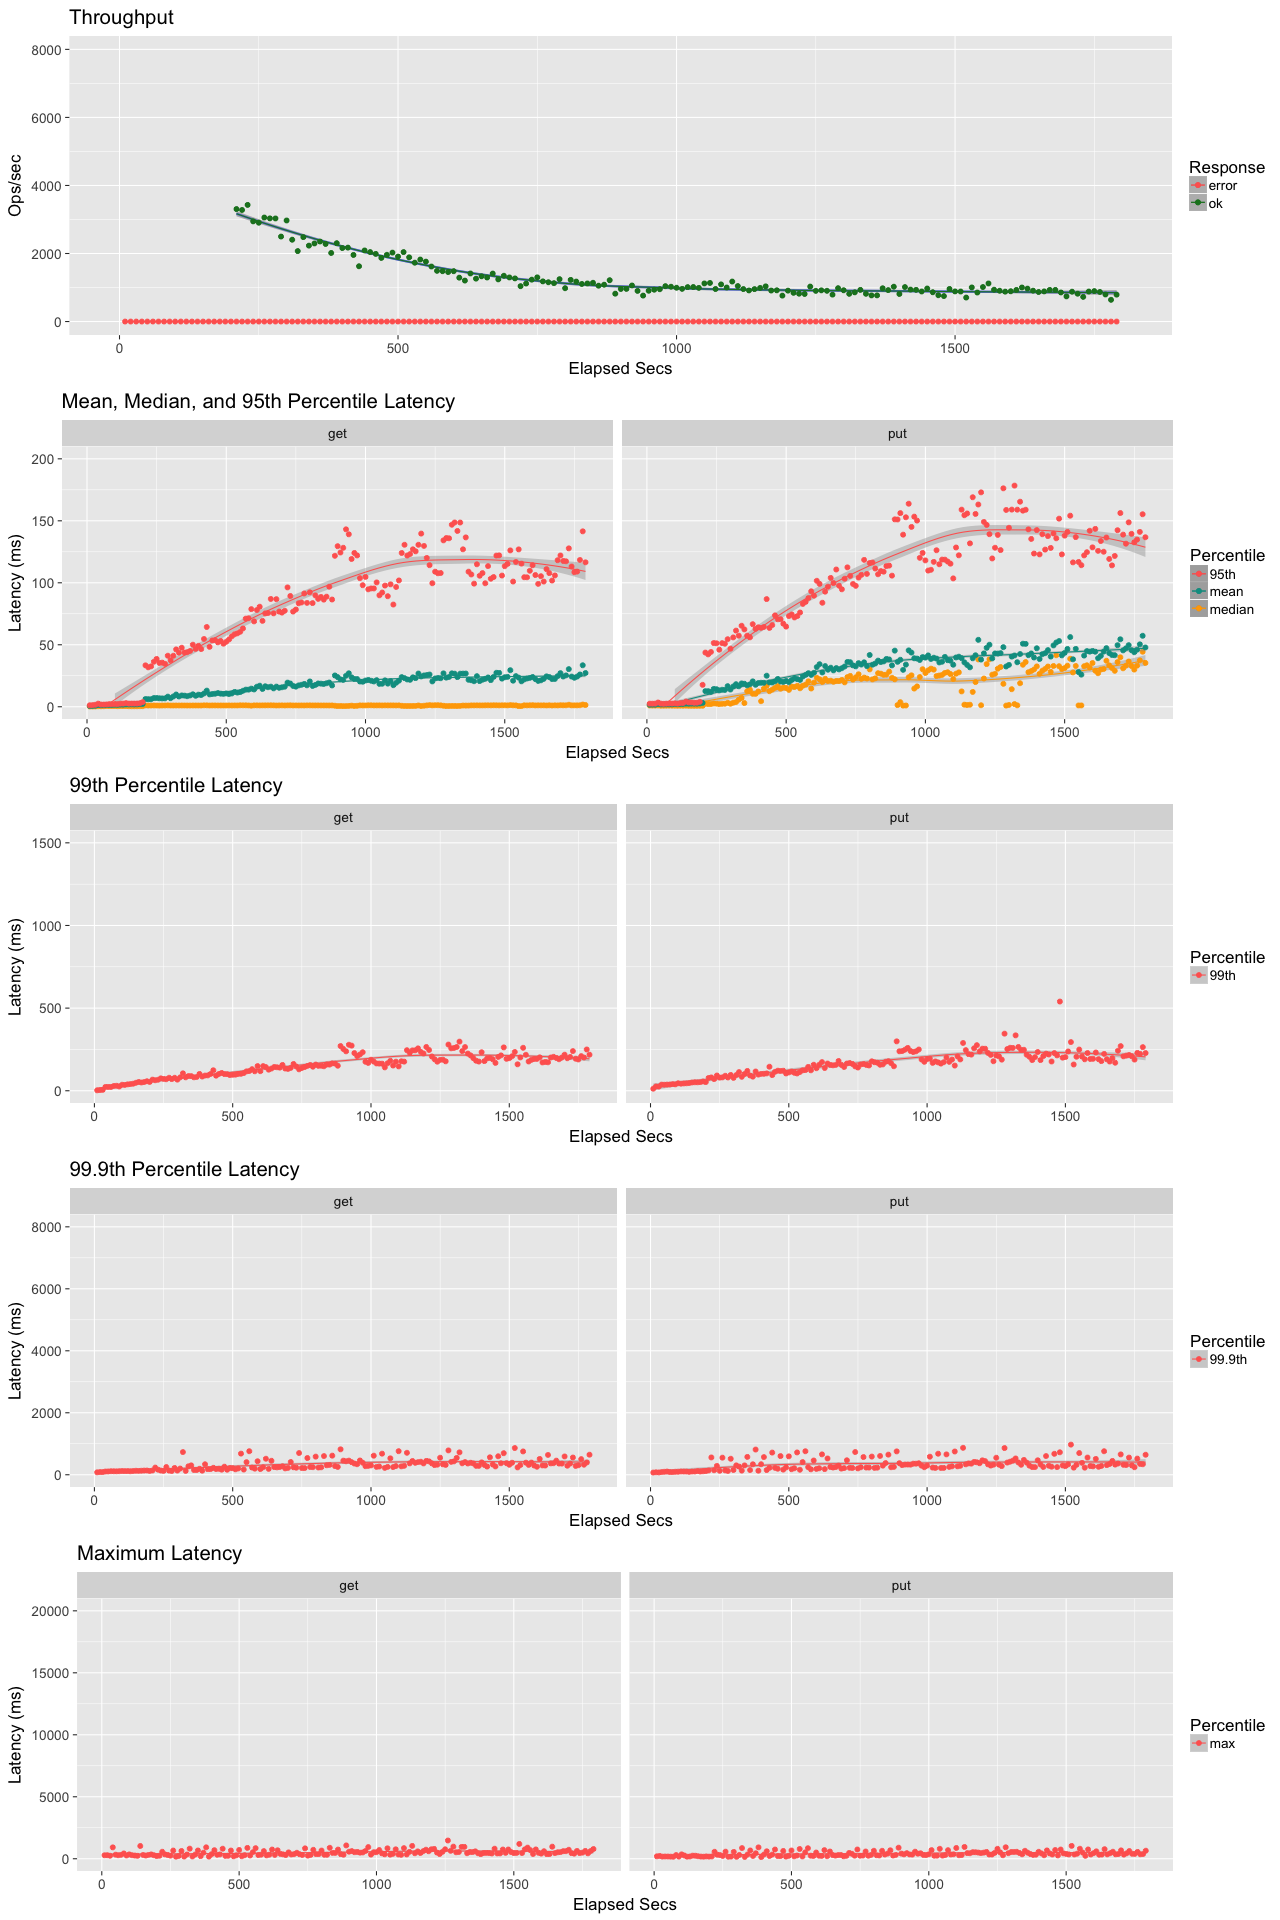 Throughput
8000
6000
4000
2000
0
Ops/sec
0 500 1000 1500
Elapsed Secs
Response
error
ok
Mean, Median, and 95th Percentile Latency
get put
200
150
100
50
0
Latency (ms)
0 500 1000 1500 0 500 1000 1500
Elapsed Secs
Percentile
95th
mean
median
99th Percentile Latency
get put
1500
1000
500
0
Latency (ms)
0 500 1000 1500 0 500 1000 1500
Elapsed Secs
Percentile
99th
99.9th Percentile Latency
get put
8000
6000
4000
2000
0
Latency (ms)
0 500 1000 1500 0 500 1000 1500
Elapsed Secs
Percentile
99.9th
Maximum Latency
get put
20000
15000
10000
5000
0
Latency (ms)
0 500 1000 1500 0 500 1000 1500
Elapsed Secs
Percentile
max